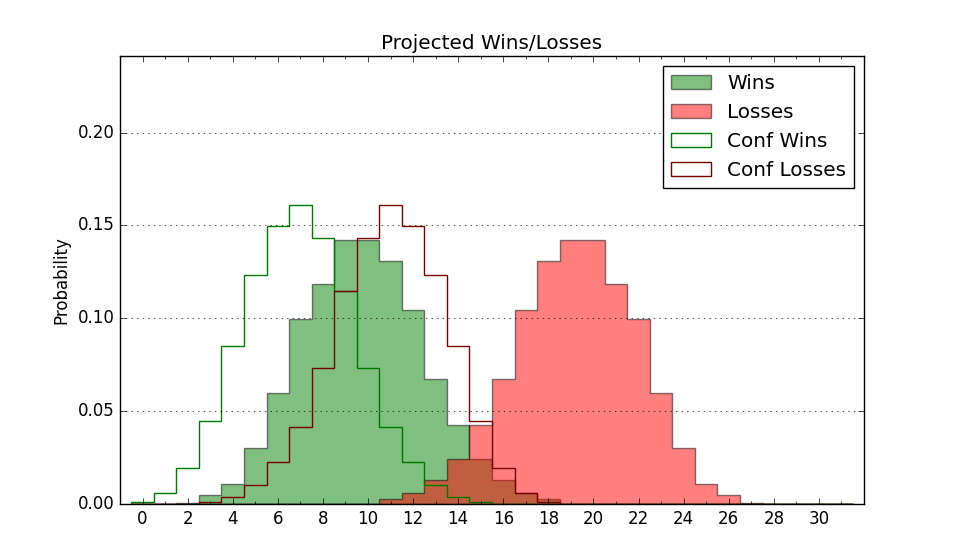 Projected Wins/Losses
Wins
Losses
Conf Wins
Conf Losses
Probability
0.20
0.15
0.10
0.05
0.00
0 2 4 6 8 10 12 14 16 18 20 22 24 26 28 30